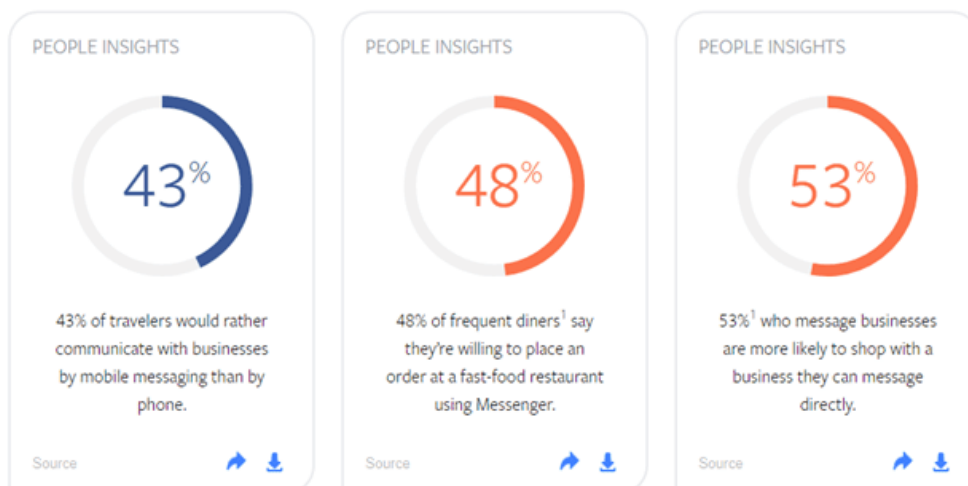 PEOPLE INSIGHTS
43%
43% of travelers would rather
communicate with businesses
by mobile messaging than by
phone.
Source
PEOPLE INSIGHTS
48%
48% of frequent diners¹ say
they're willing to place an
order at a fast-food restaurant
using Messenger.
Source
PEOPLE INSIGHTS
53%
53%¹ who message businesses
are more likely to shop with a
business they can message
directly.
Source